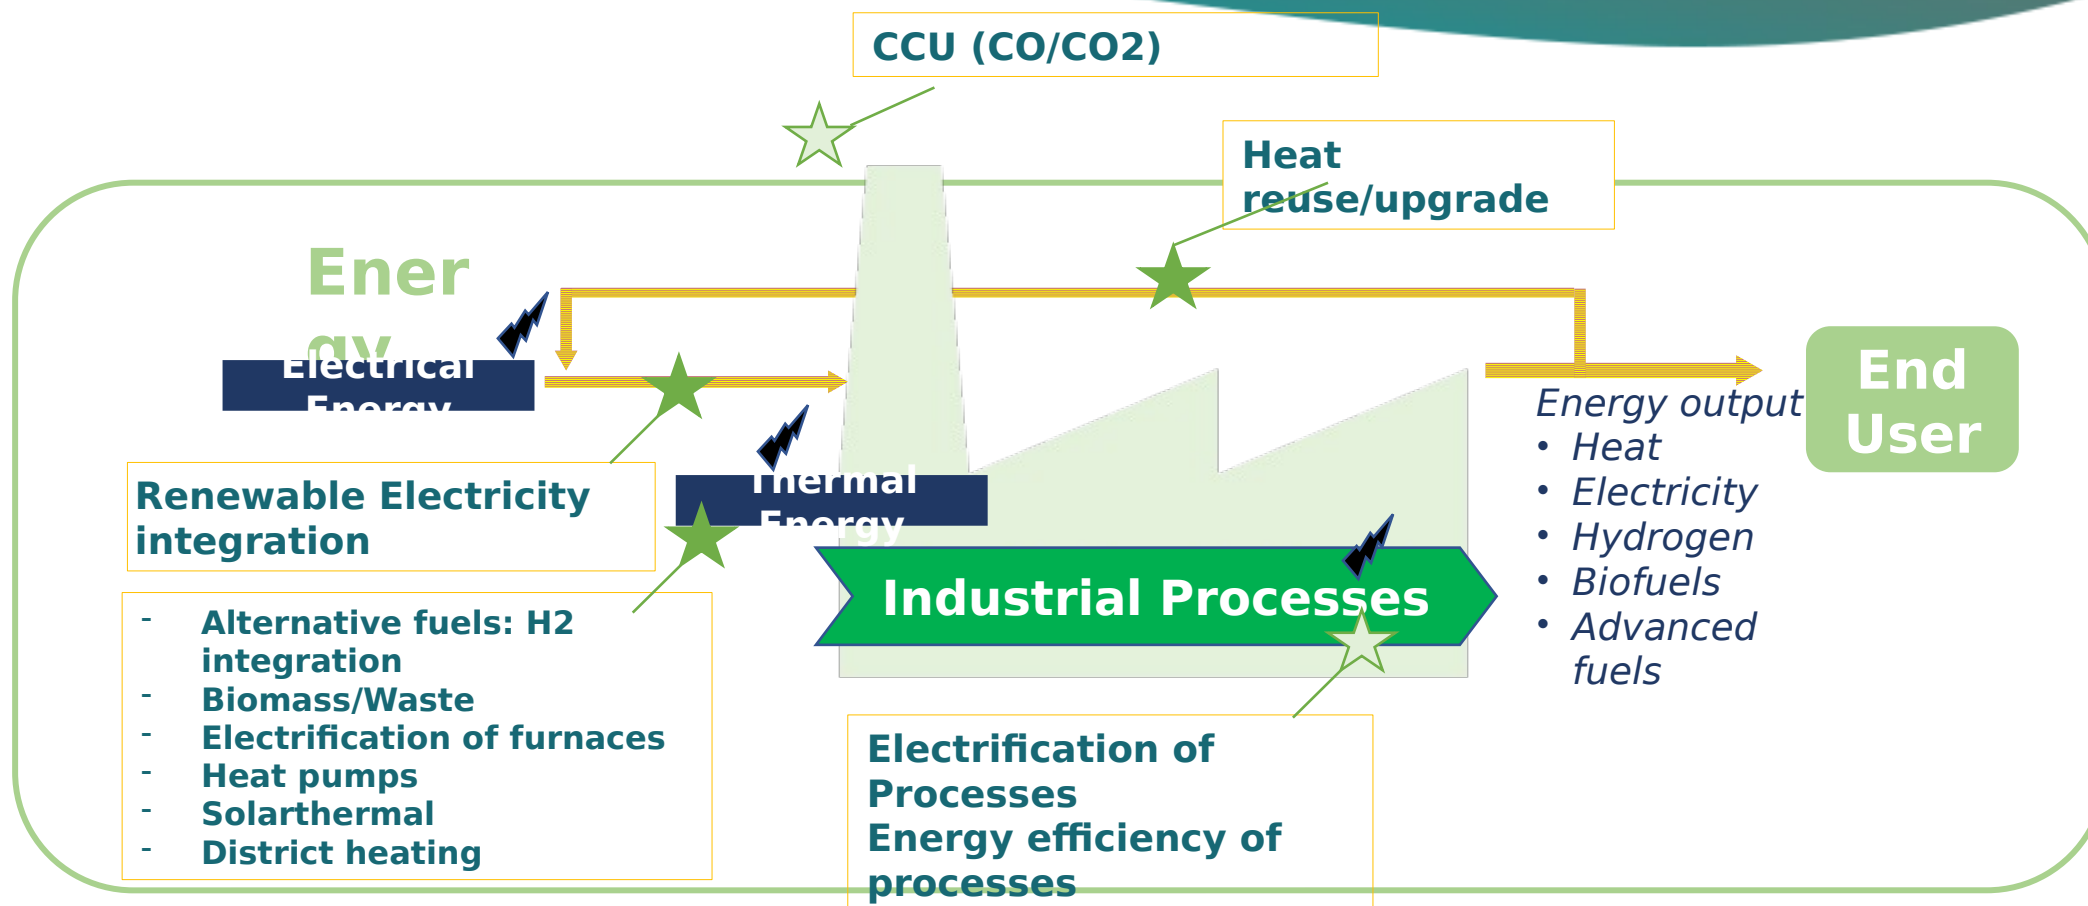 CCU (CO/CO2)
Heat
reuse/upgrade
Ener
gy
Electrical
Energy
Thermal
Energy
Renewable Electricity
integration
- Alternative fuels: H2
integration
- Biomass/Waste
- Electrification of furnaces
- Heat pumps
- Solarthermal
- District heating
Industrial Processes
Electrification of
Processes
Energy efficiency of
processes
Energy output
• Heat
• Electricity
• Hydrogen
• Biofuels
• Advanced
fuels
End
User